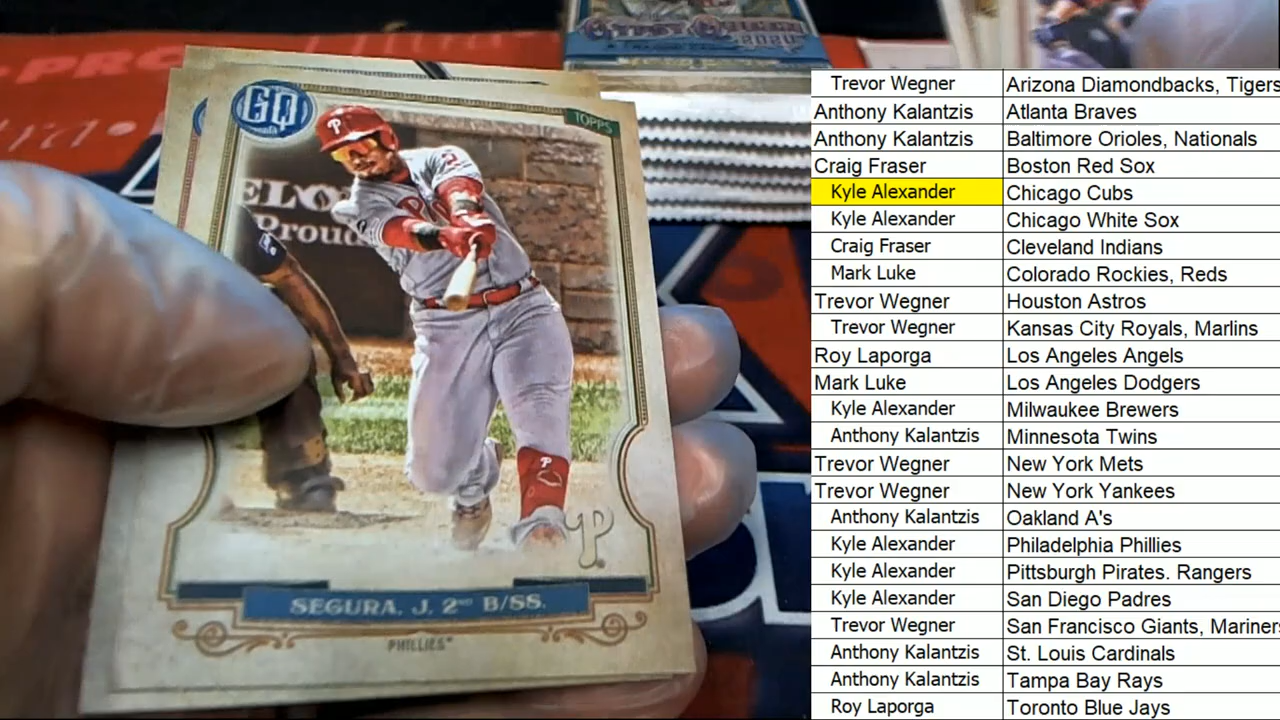 GYPSY QUEEN
2020
-PRO
GQ
TOPPS
P
Proud
P
SEGURA, J. 2ND B/SS.
PHILLIES
Trevor Wegner Arizona Diamondbacks, Tigers
Anthony Kalantzis Atlanta Braves
Anthony Kalantzis Baltimore Orioles, Nationals
Craig Fraser Boston Red Sox
Kyle Alexander Chicago Cubs
Kyle Alexander Chicago White Sox
Craig Fraser Cleveland Indians
Mark Luke Colorado Rockies, Reds
Trevor Wegner Houston Astros
Trevor Wegner Kansas City Royals, Marlins
Roy Laporga Los Angeles Angels
Mark Luke Los Angeles Dodgers
Kyle Alexander Milwaukee Brewers
Anthony Kalantzis Minnesota Twins
Trevor Wegner New York Mets
Trevor Wegner New York Yankees
Anthony Kalantzis Oakland A's
Kyle Alexander Philadelphia Phillies
Kyle Alexander Pittsburgh Pirates. Rangers
Kyle Alexander San Diego Padres
Trevor Wegner San Francisco Giants, Mariners
Anthony Kalantzis St. Louis Cardinals
Anthony Kalantzis Tampa Bay Rays
Roy Laporga Toronto Blue Jays